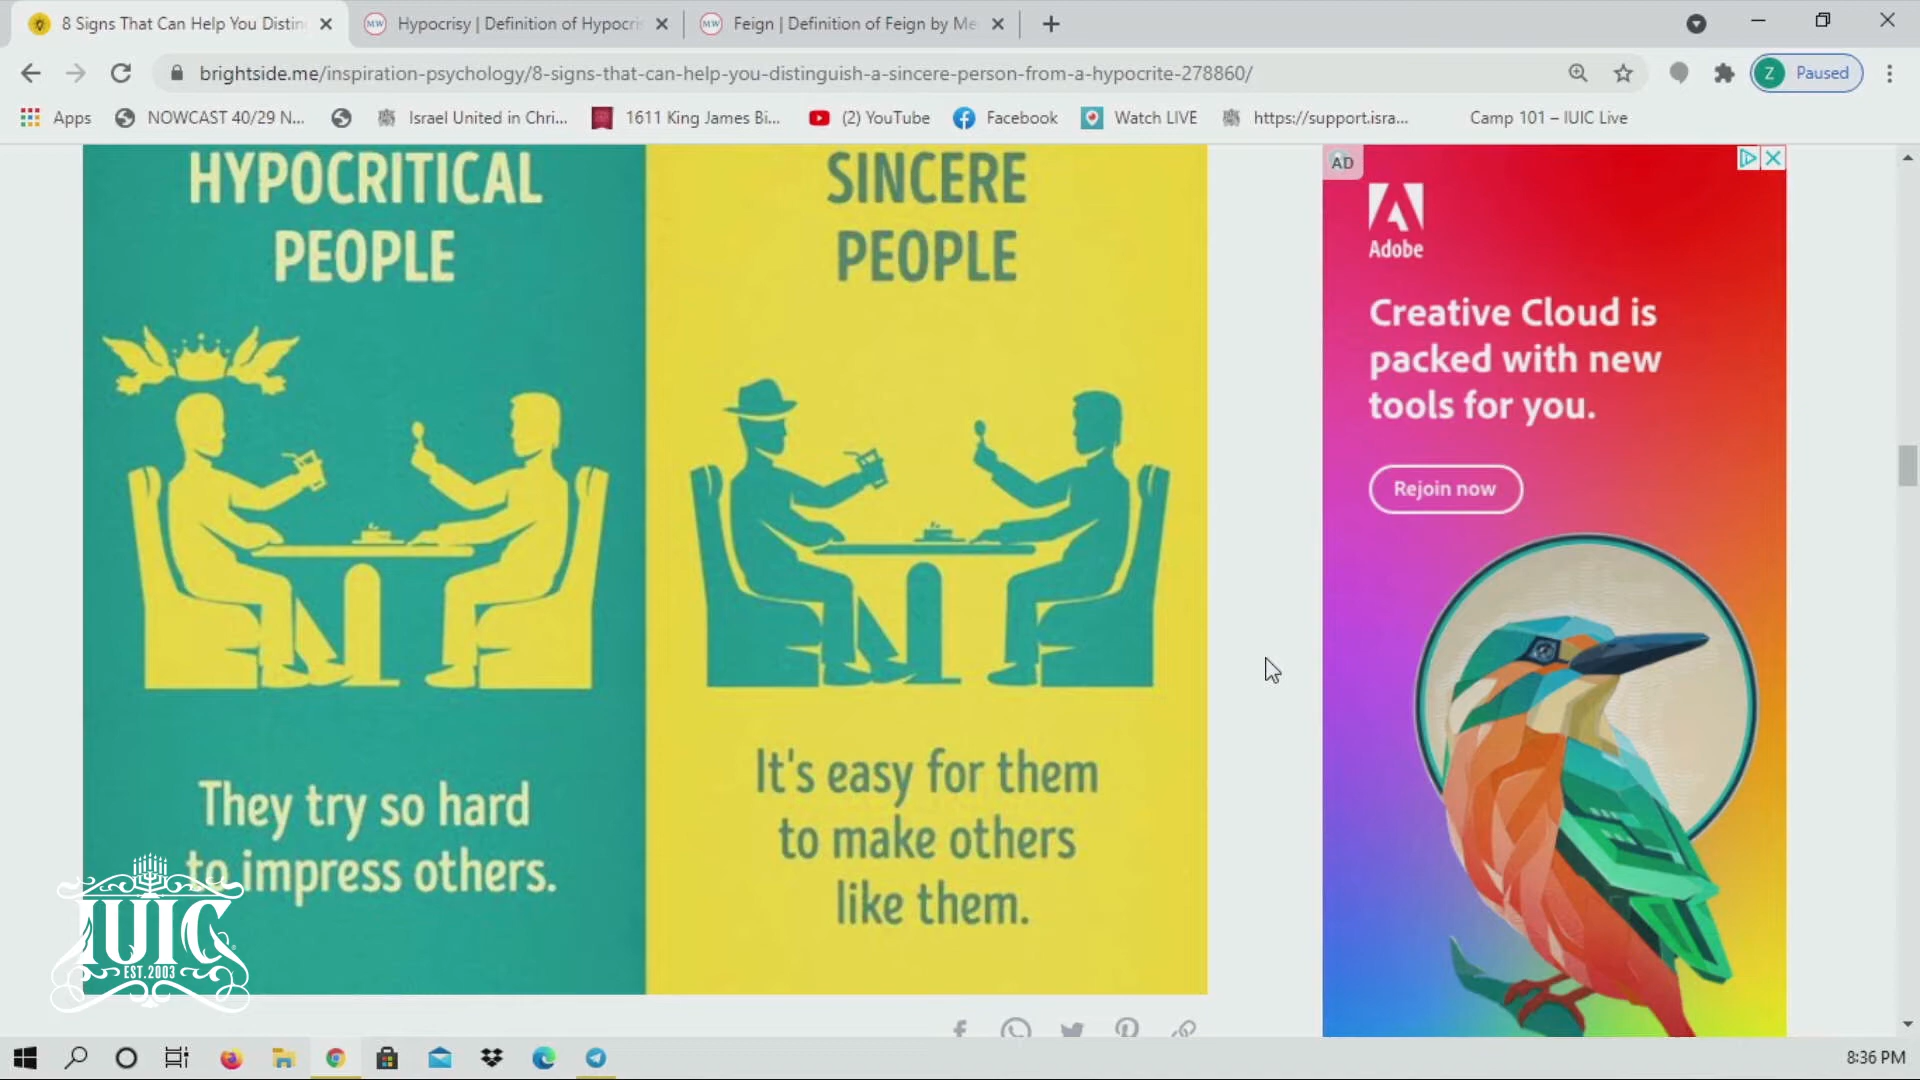 8 Signs That Can Help You Distin
Hypocrisy | Definition of Hypocri
Feign | Definition of Feign by Me
brightside.me/inspiration-psychology/8-signs-that-can-help-you-distinguish-a-sincere-person-from-a-hypocrite-278860/
Z Paused
Apps
NOWCAST 40/29 N...
Israel United in Chri...
1611 King James Bi...
(2) YouTube
Facebook
Watch LIVE
https://support.isra...
Camp 101 – IUIC Live
HYPOCRITICAL
PEOPLE
They try so hard
to impress others.
SINCERE
PEOPLE
It's easy for them
to make others
like them.
AD
Adobe
Creative Cloud is
packed with new
tools for you.
Rejoin now
IUIC
EST.2003
8:36 PM